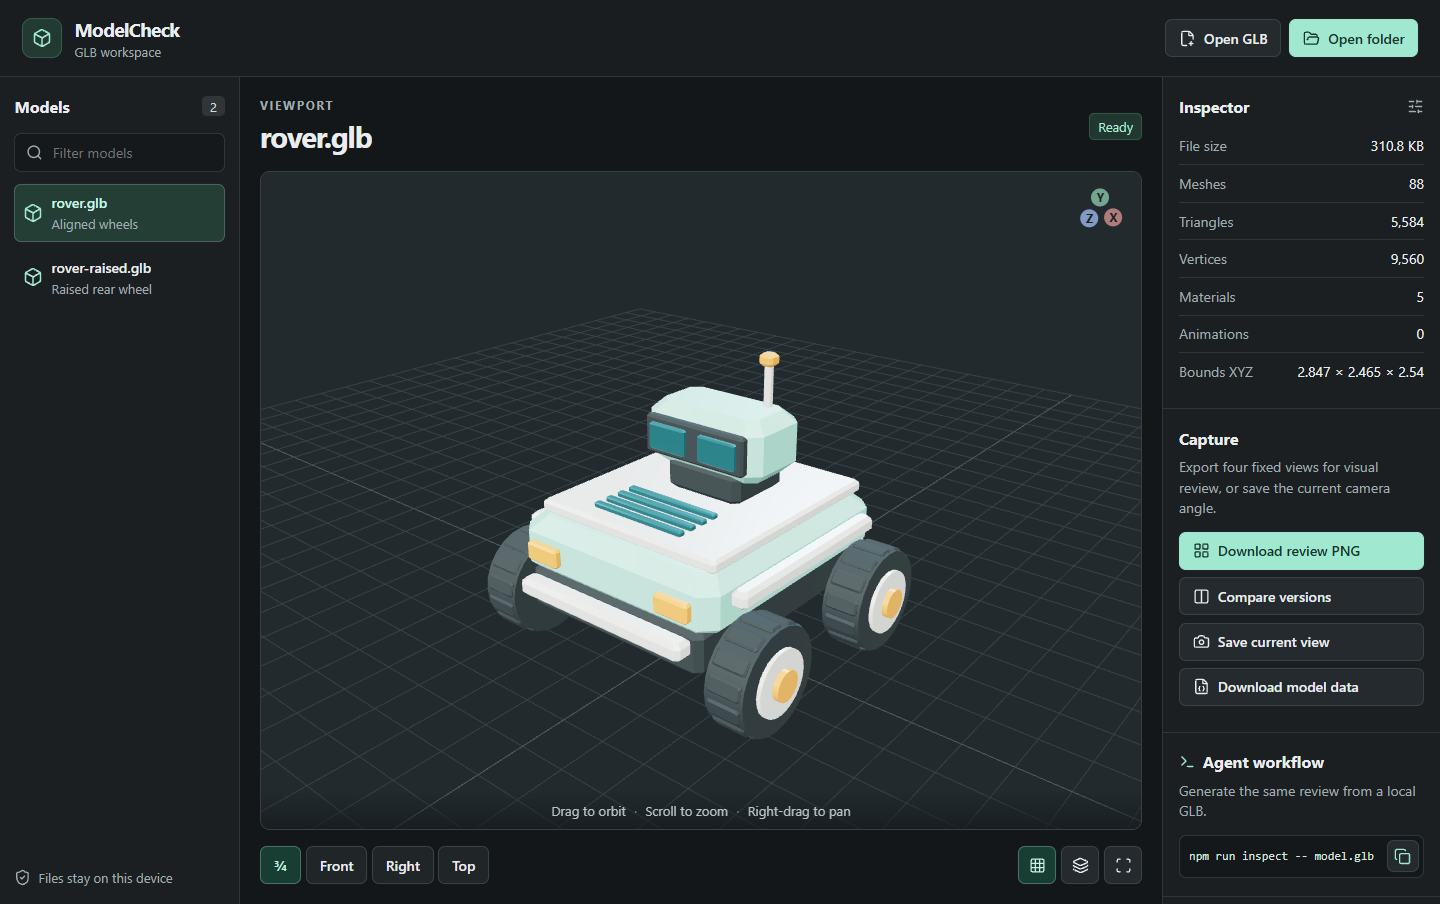 ModelCheck
GLB workspace
Open GLB
Open folder
Models
2
Filter models
rover.glb
Aligned wheels
rover-raised.glb
Raised rear wheel
Files stay on this device
VIEWPORT
rover.glb
Ready
Y
Z
X
Drag to orbit · Scroll to zoom · Right-drag to pan
¾
Front
Right
Top
Inspector
File size 310.8 KB
Meshes 88
Triangles 5,584
Vertices 9,560
Materials 5
Animations 0
Bounds XYZ 2.847 × 2.465 × 2.54
Capture
Export four fixed views for visual
review, or save the current camera
angle.
Download review PNG
Compare versions
Save current view
Download model data
Agent workflow
Generate the same review from a local
GLB.
npm run inspect -- model.glb